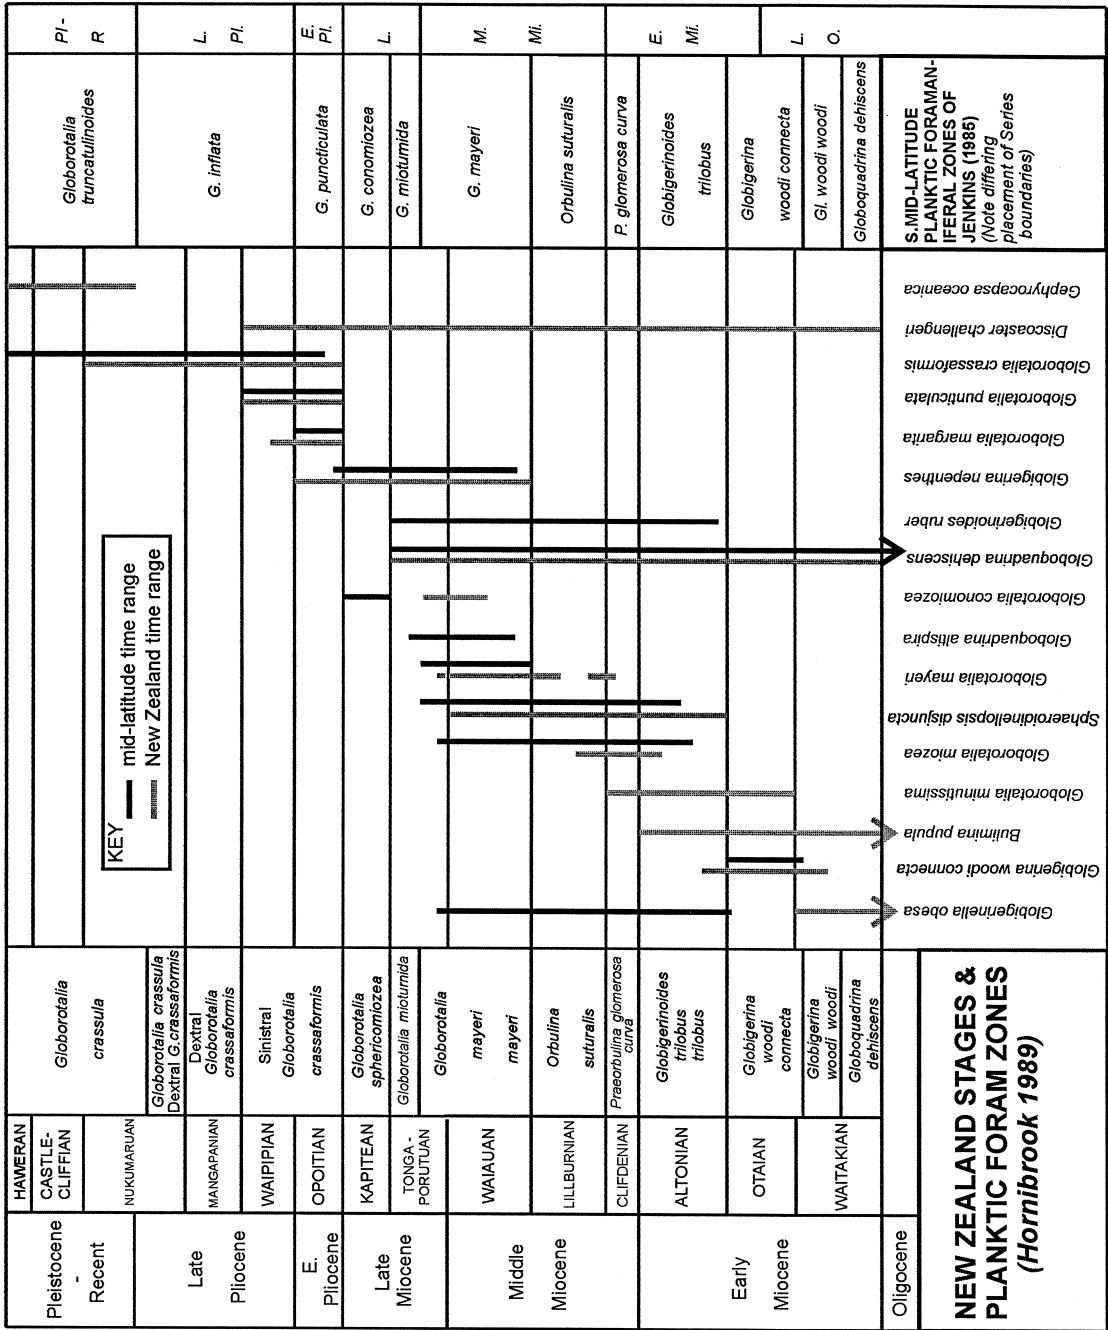 Pleistocene
-
Recent
Late
Pliocene
E.
Pliocene
Late
Miocene
Middle
Miocene
Early
Miocene
Oligocene
HAWERAN
CASTLE-
CLIFFIAN
NUKUMARUAN
MANGAPANIAN
WAIPIPIAN
OPOITIAN
KAPITEAN
TONGA-
PORUTUAN
WAIAUAN
LILLBURNIAN
CLIFDENIAN
ALTONIAN
OTAIAN
WAITAKIAN
Globorotalia
crassula
Globorotalia crassula
Dextral G.crassaformis
Dextral
Globorotalia
crassaformis
Sinistral
Globorotalia
crassaformis
Globorotalia
sphericomiozea
Globorotalia miotumida
Globorotalia
mayeri
mayeri
Orbulina
suturalis
Praeorbulina glomerosa
curva
Globigerinoides
trilobus
trilobus
Globigerina
woodi
connecta
Globigerina
woodi woodi
Globoquadrina
dehiscens
NEW ZEALAND STAGES &
PLANKTIC FORAM ZONES
(Hornibrook 1989)
KEY
mid-latitude time range
New Zealand time range
Globigerinella obesa
Globigerina woodi connecta
Bulimina pupula
Globorotalia minutissima
Globorotalia miozea
Sphaeroidinellopsis disjuncta
Globorotalia mayeri
Globoquadrina altispira
Globorotalia conomiozea
Globoquadrina dehiscens
Globigerinoides ruber
Globigerina nepenthes
Globorotalia margarita
Globorotalia punticulata
Globorotalia crassaformis
Discoaster challengeri
Gephyrocapsa oceanica
Globorotalia
truncatulinoides
G. inflata
G. puncticulata
G. conomiozea
G. miotumida
G. mayeri
Orbulina suturalis
P. glomerosa curva
Globigerinoides
trilobus
Globigerina
woodi connecta
Gl. woodi woodi
Globoquadrina dehiscens
S.MID-LATITUDE
PLANKTIC FORAMAN-
IFERAL ZONES OF
JENKINS (1985)
(Note differing
placement of Series
boundaries)
Pl -
R
L.
Pl.
E.
Pl.
L.
M.
Mi.
E.
Mi.
L.
O.